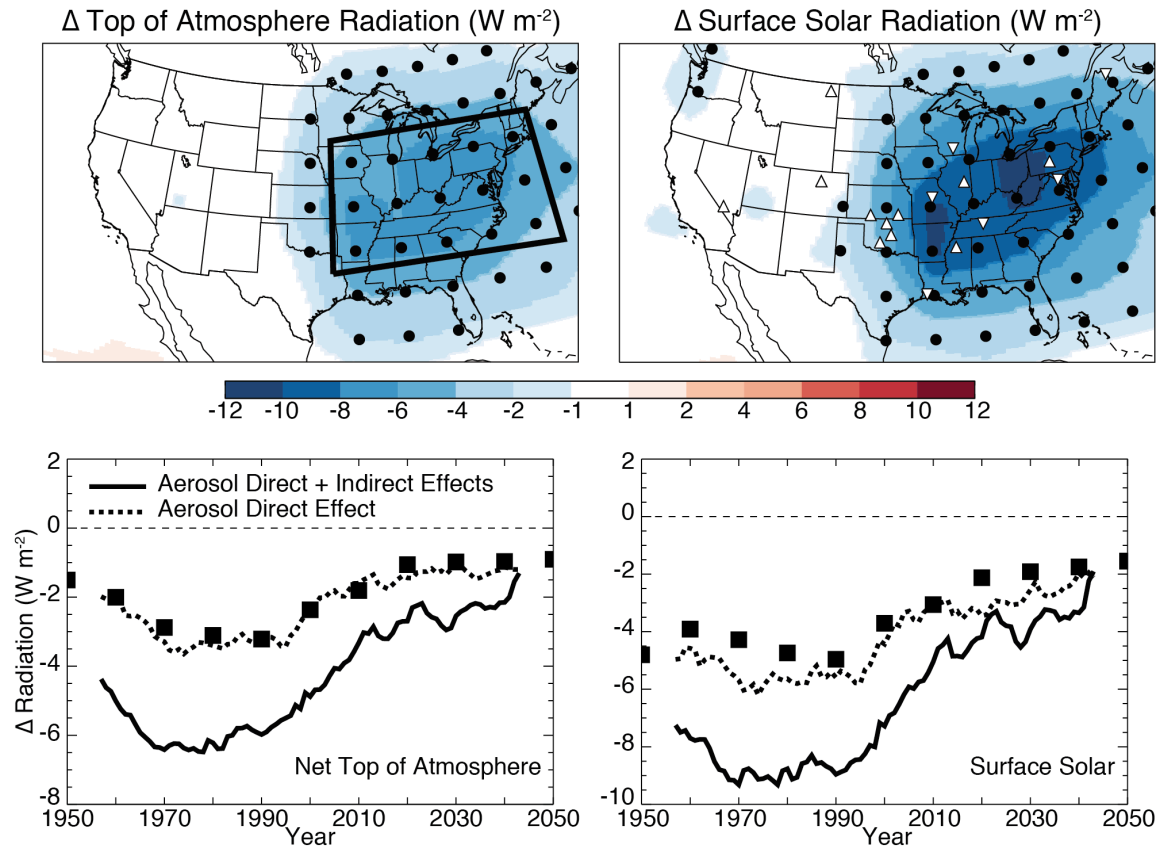 Δ Top of Atmosphere Radiation (W m-2)
Δ Surface Solar Radiation (W m-2)
-12 -10 -8 -6 -4 -2 -1 1 2 4 6 8 10 12
2
0
-2
-4
-6
-8
Δ Radiation (W m-2)
Aerosol Direct + Indirect Effects
Aerosol Direct Effect
Net Top of Atmosphere
1950 1970 1990 2010 2030 2050
Year
2
0
-2
-4
-6
-8
-10
Surface Solar
1950 1970 1990 2010 2030 2050
Year